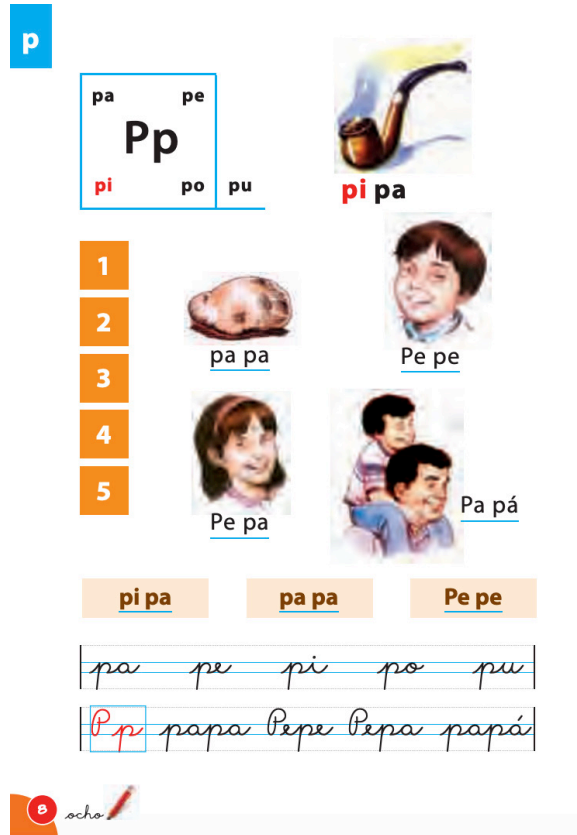 p
pa pe
Pp
pi po pu
pi pa
1
2
3
4
5
pa pa
Pe pe
Pe pa
Pa pá
pi pa pa pa Pe pe
pa pe pi po pu
Pp papa Pepe Pepa papá
8 ocho